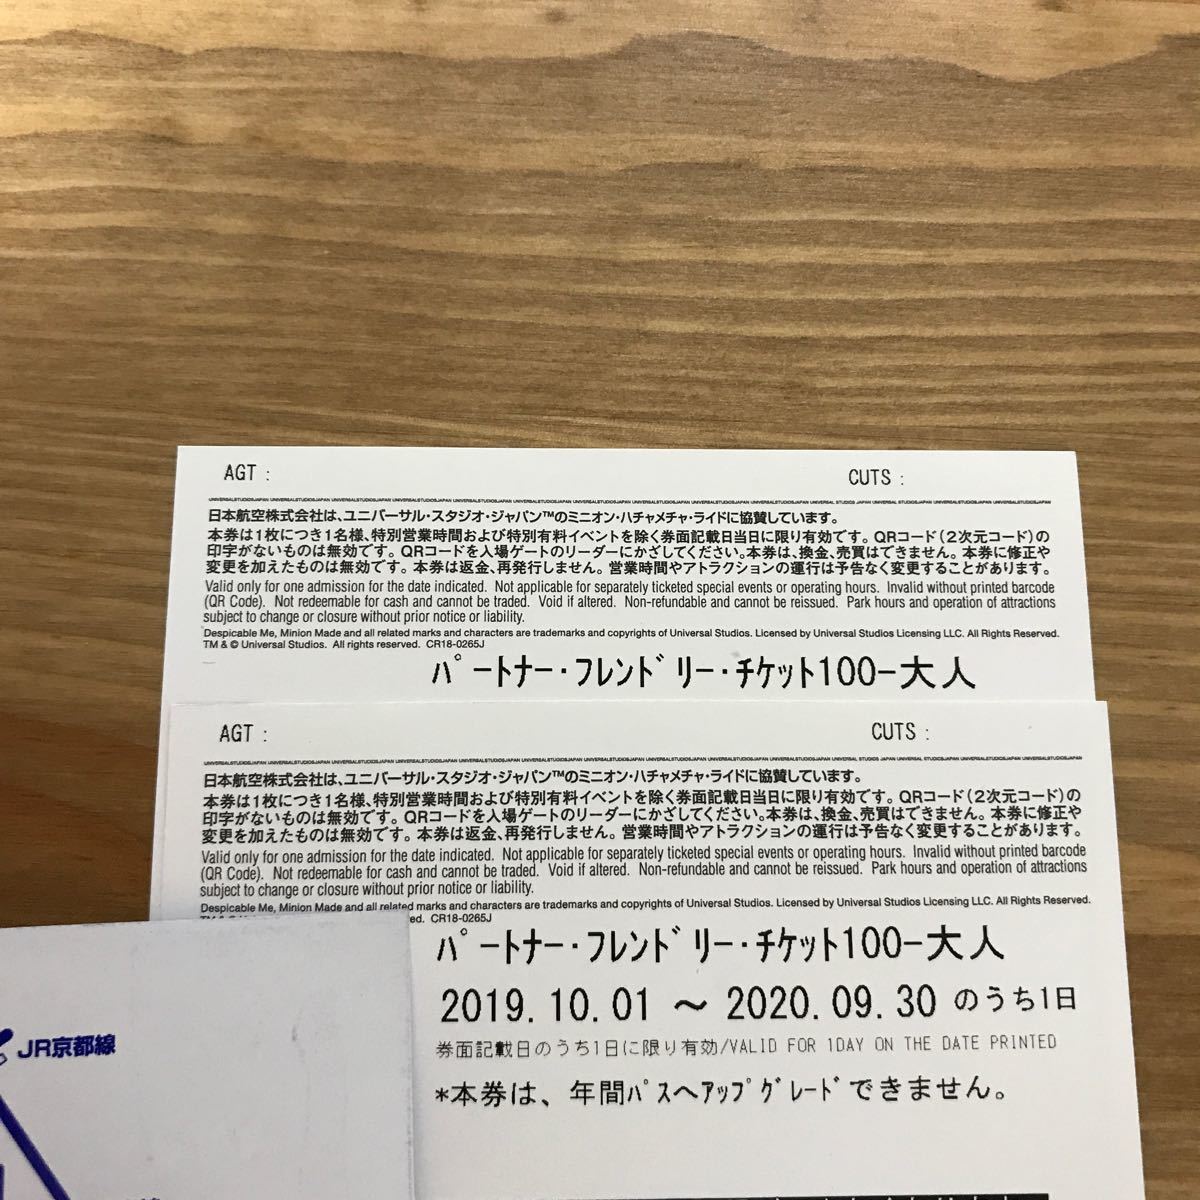 AGT :
CUTS :
UNIVERSALSTUDIOSJAPAN UNIVERSALSTUDIOSJAPAN UNIVERSALSTUDIOSJAPAN
日本航空株式会社は、ユニバーサル・スタジオ・ジャパン™のミニオン・ハチャメチャ・ライドに協賛しています。
本券は1枚につき1名様、特別営業時間および特別有料イベントを除く券面記載日当日に限り有効です。QRコード(2次元コード)の
印字がないものは無効です。QRコードを入場ゲートのリーダーにかざしてください。本券は、換金、売買はできません。本券に修正や
変更を加えたものは無効です。本券は返金、再発行しません。営業時間やアトラクションの運行は予告なく変更することがあります。
Valid only for one admission for the date indicated. Not applicable for separately ticketed special events or operating hours. Invalid without printed barcode
(QR Code). Not redeemable for cash and cannot be traded. Void if altered. Non-refundable and cannot be reissued. Park hours and operation of attractions
subject to change or closure without prior notice or liability.
Despicable Me, Minion Made and all related marks and characters are trademarks and copyrights of Universal Studios. Licensed by Universal Studios Licensing LLC. All Rights Reserved.
TM & © Universal Studios. All rights reserved. CR18-0265J
パートナー・フレンドリー・チケット100-大人
AGT :
CUTS :
UNIVERSALSTUDIOSJAPAN UNIVERSALSTUDIOSJAPAN UNIVERSALSTUDIOSJAPAN
日本航空株式会社は、ユニバーサル・スタジオ・ジャパン™のミニオン・ハチャメチャ・ライドに協賛しています。
本券は1枚につき1名様、特別営業時間および特別有料イベントを除く券面記載日当日に限り有効です。QRコード(2次元コード)の
印字がないものは無効です。QRコードを入場ゲートのリーダーにかざしてください。本券は、換金、売買はできません。本券に修正や
変更を加えたものは無効です。本券は返金、再発行しません。営業時間やアトラクションの運行は予告なく変更することがあります。
Valid only for one admission for the date indicated. Not applicable for separately ticketed special events or operating hours. Invalid without printed barcode
(QR Code). Not redeemable for cash and cannot be traded. Void if altered. Non-refundable and cannot be reissued. Park hours and operation of attractions
subject to change or closure without prior notice or liability.
Despicable Me, Minion Made and all related marks and characters are trademarks and copyrights of Universal Studios. Licensed by Universal Studios Licensing LLC. All Rights Reserved.
ed. CR18-0265J
パートナー・フレンドリー・チケット100-大人
2019.10.01 ～ 2020.09.30 のうち1日
券面記載日のうち1日に限り有効/VALID FOR 1DAY ON THE DATE PRINTED
*本券は、年間パスへアップグレードできません。
JR京都線